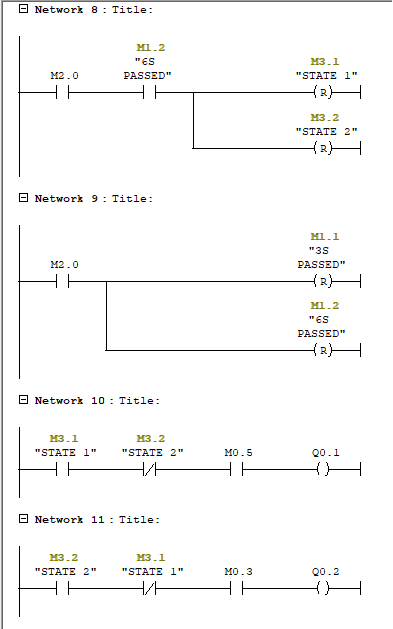 Network 8 : Title:
M1.2
"6S
M2.0 PASSED"
M3.1
"STATE 1"
R
M3.2
"STATE 2"
R
Network 9 : Title:
M2.0
M1.1
"3S
PASSED"
R
M1.2
"6S
PASSED"
R
Network 10 : Title:
M3.1 M3.2
"STATE 1" "STATE 2" M0.5 Q0.1
Network 11 : Title:
M3.2 M3.1
"STATE 2" "STATE 1" M0.3 Q0.2